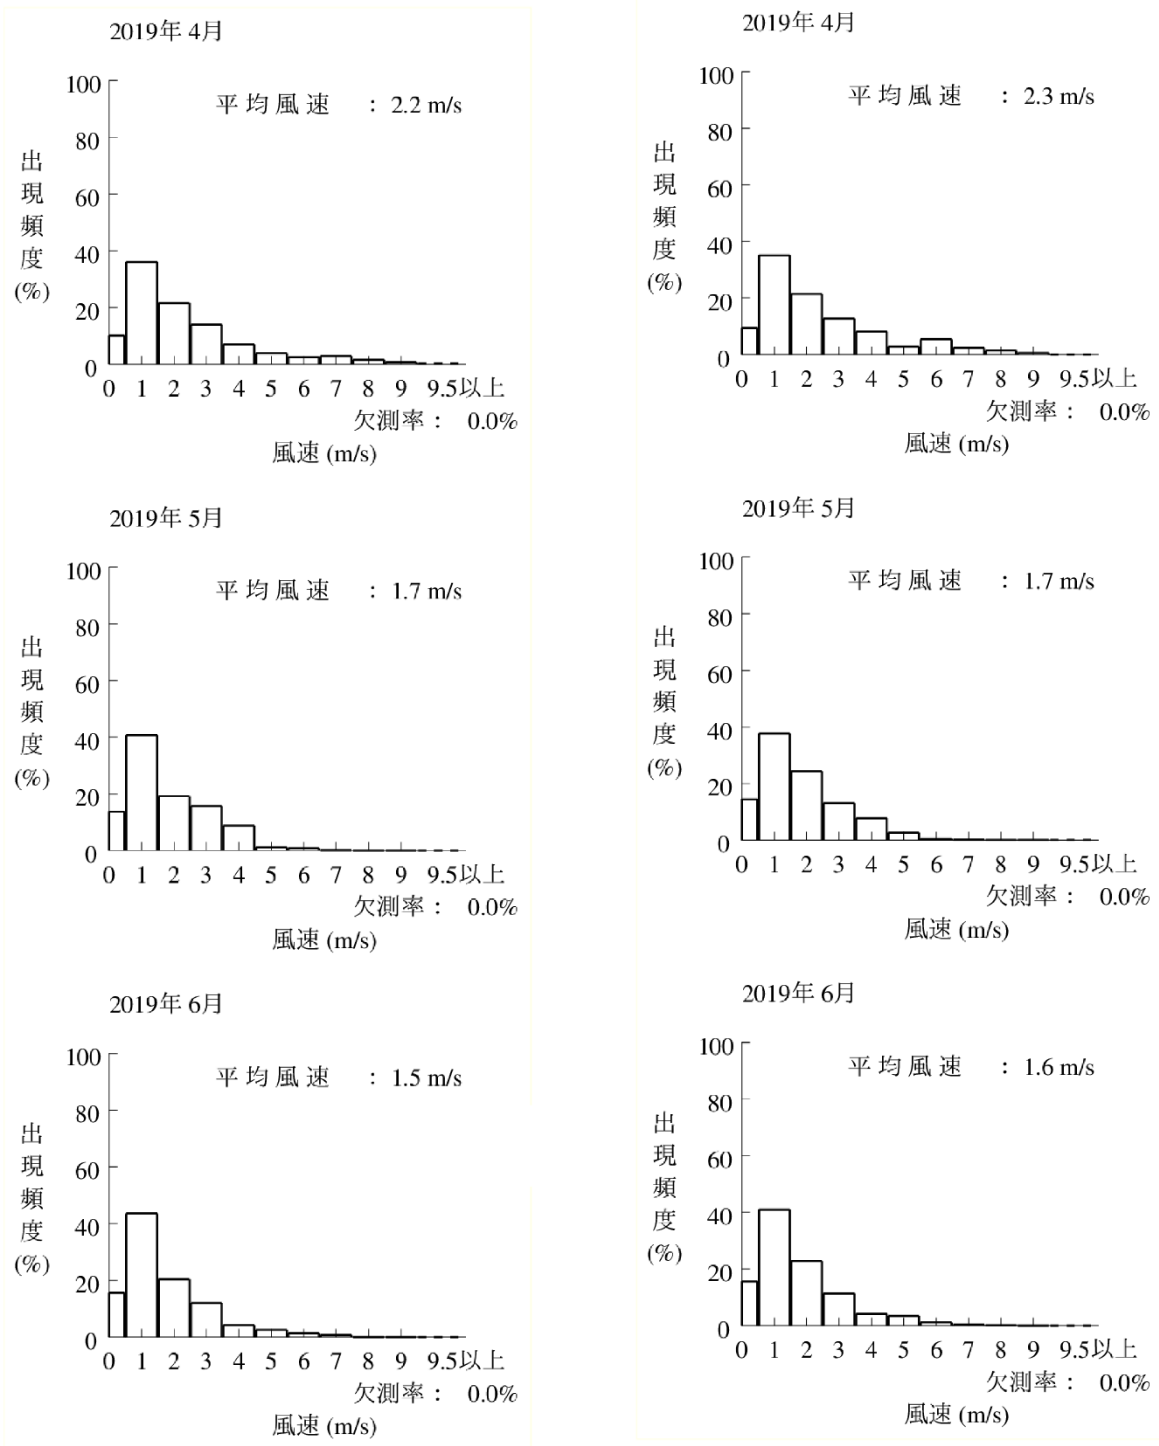 2019年 4月
平均風速 : 2.2 m/s
100
80
60
40
20
0
出現頻度(%)
0 1 2 3 4 5 6 7 8 9 9.5以上
欠測率 : 0.0%
風速 (m/s)
2019年 4月
平均風速 : 2.3 m/s
100
80
60
40
20
0
出現頻度(%)
0 1 2 3 4 5 6 7 8 9 9.5以上
欠測率 : 0.0%
風速 (m/s)
2019年 5月
平均風速 : 1.7 m/s
100
80
60
40
20
0
出現頻度(%)
0 1 2 3 4 5 6 7 8 9 9.5以上
欠測率 : 0.0%
風速 (m/s)
2019年 5月
平均風速 : 1.7 m/s
100
80
60
40
20
0
出現頻度(%)
0 1 2 3 4 5 6 7 8 9 9.5以上
欠測率 : 0.0%
風速 (m/s)
2019年 6月
平均風速 : 1.5 m/s
100
80
60
40
20
0
出現頻度(%)
0 1 2 3 4 5 6 7 8 9 9.5以上
欠測率 : 0.0%
風速 (m/s)
2019年 6月
平均風速 : 1.6 m/s
100
80
60
40
20
0
出現頻度(%)
0 1 2 3 4 5 6 7 8 9 9.5以上
欠測率 : 0.0%
風速 (m/s)